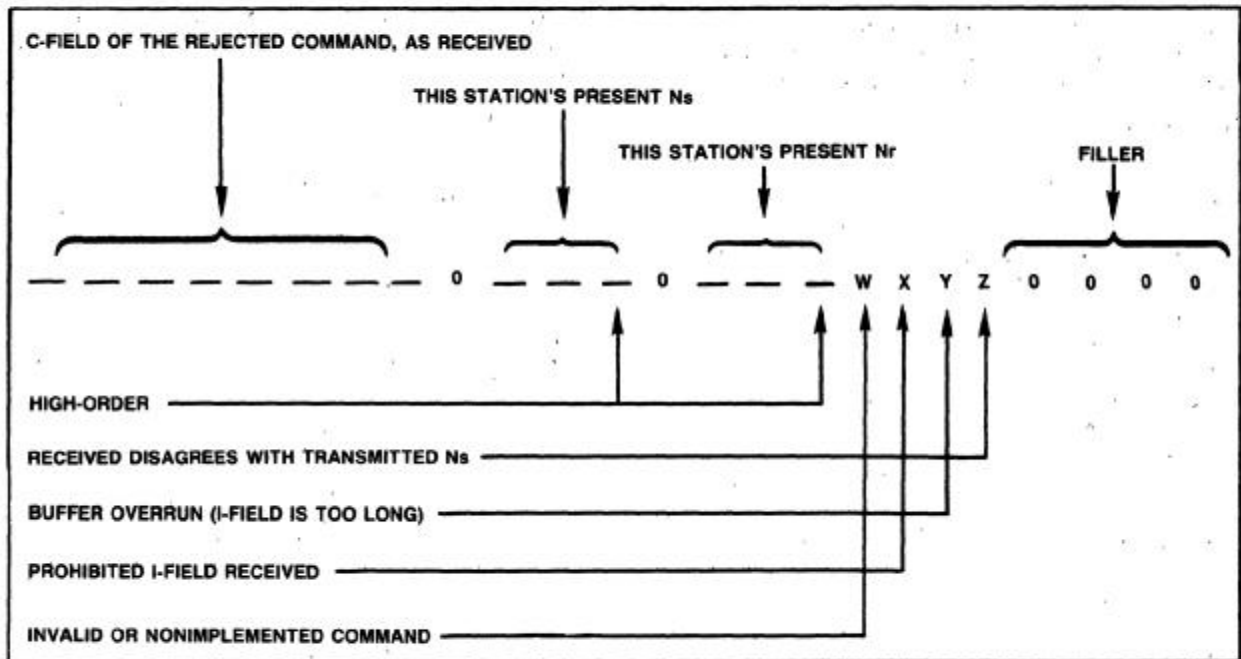 C-FIELD OF THE REJECTED COMMAND, AS RECEIVED
THIS STATION'S PRESENT Ns
THIS STATION'S PRESENT Nr
FILLER
0 0 W X Y Z 0 0 0 0
HIGH-ORDER
RECEIVED DISAGREES WITH TRANSMITTED Ns
BUFFER OVERRUN (I-FIELD IS TOO LONG)
PROHIBITED I-FIELD RECEIVED
INVALID OR NONIMPLEMENTED COMMAND